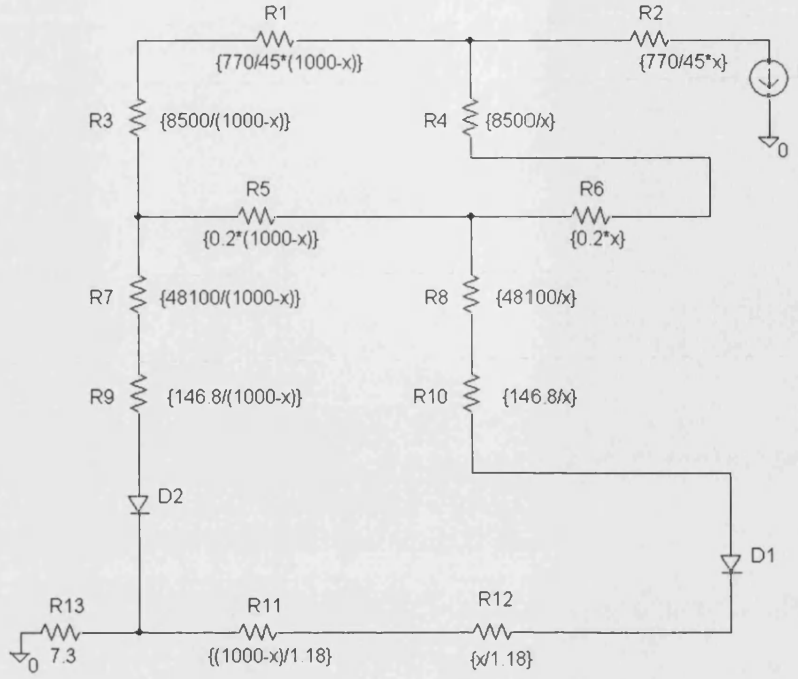 R1
R2
{770/45*(1000-x)}
{770/45*x}
R3
{8500/(1000-x)}
R4
{8500/x}
0
R5
R6
{0.2*(1000-x)}
{0.2*x}
R7
{48100/(1000-x)}
R8
{48100/x}
R9
{146.8/(1000-x)}
R10
{146.8/x}
D2
D1
R13
R11
R12
0
7.3
{(1000-x)/1.18}
{x/1.18}